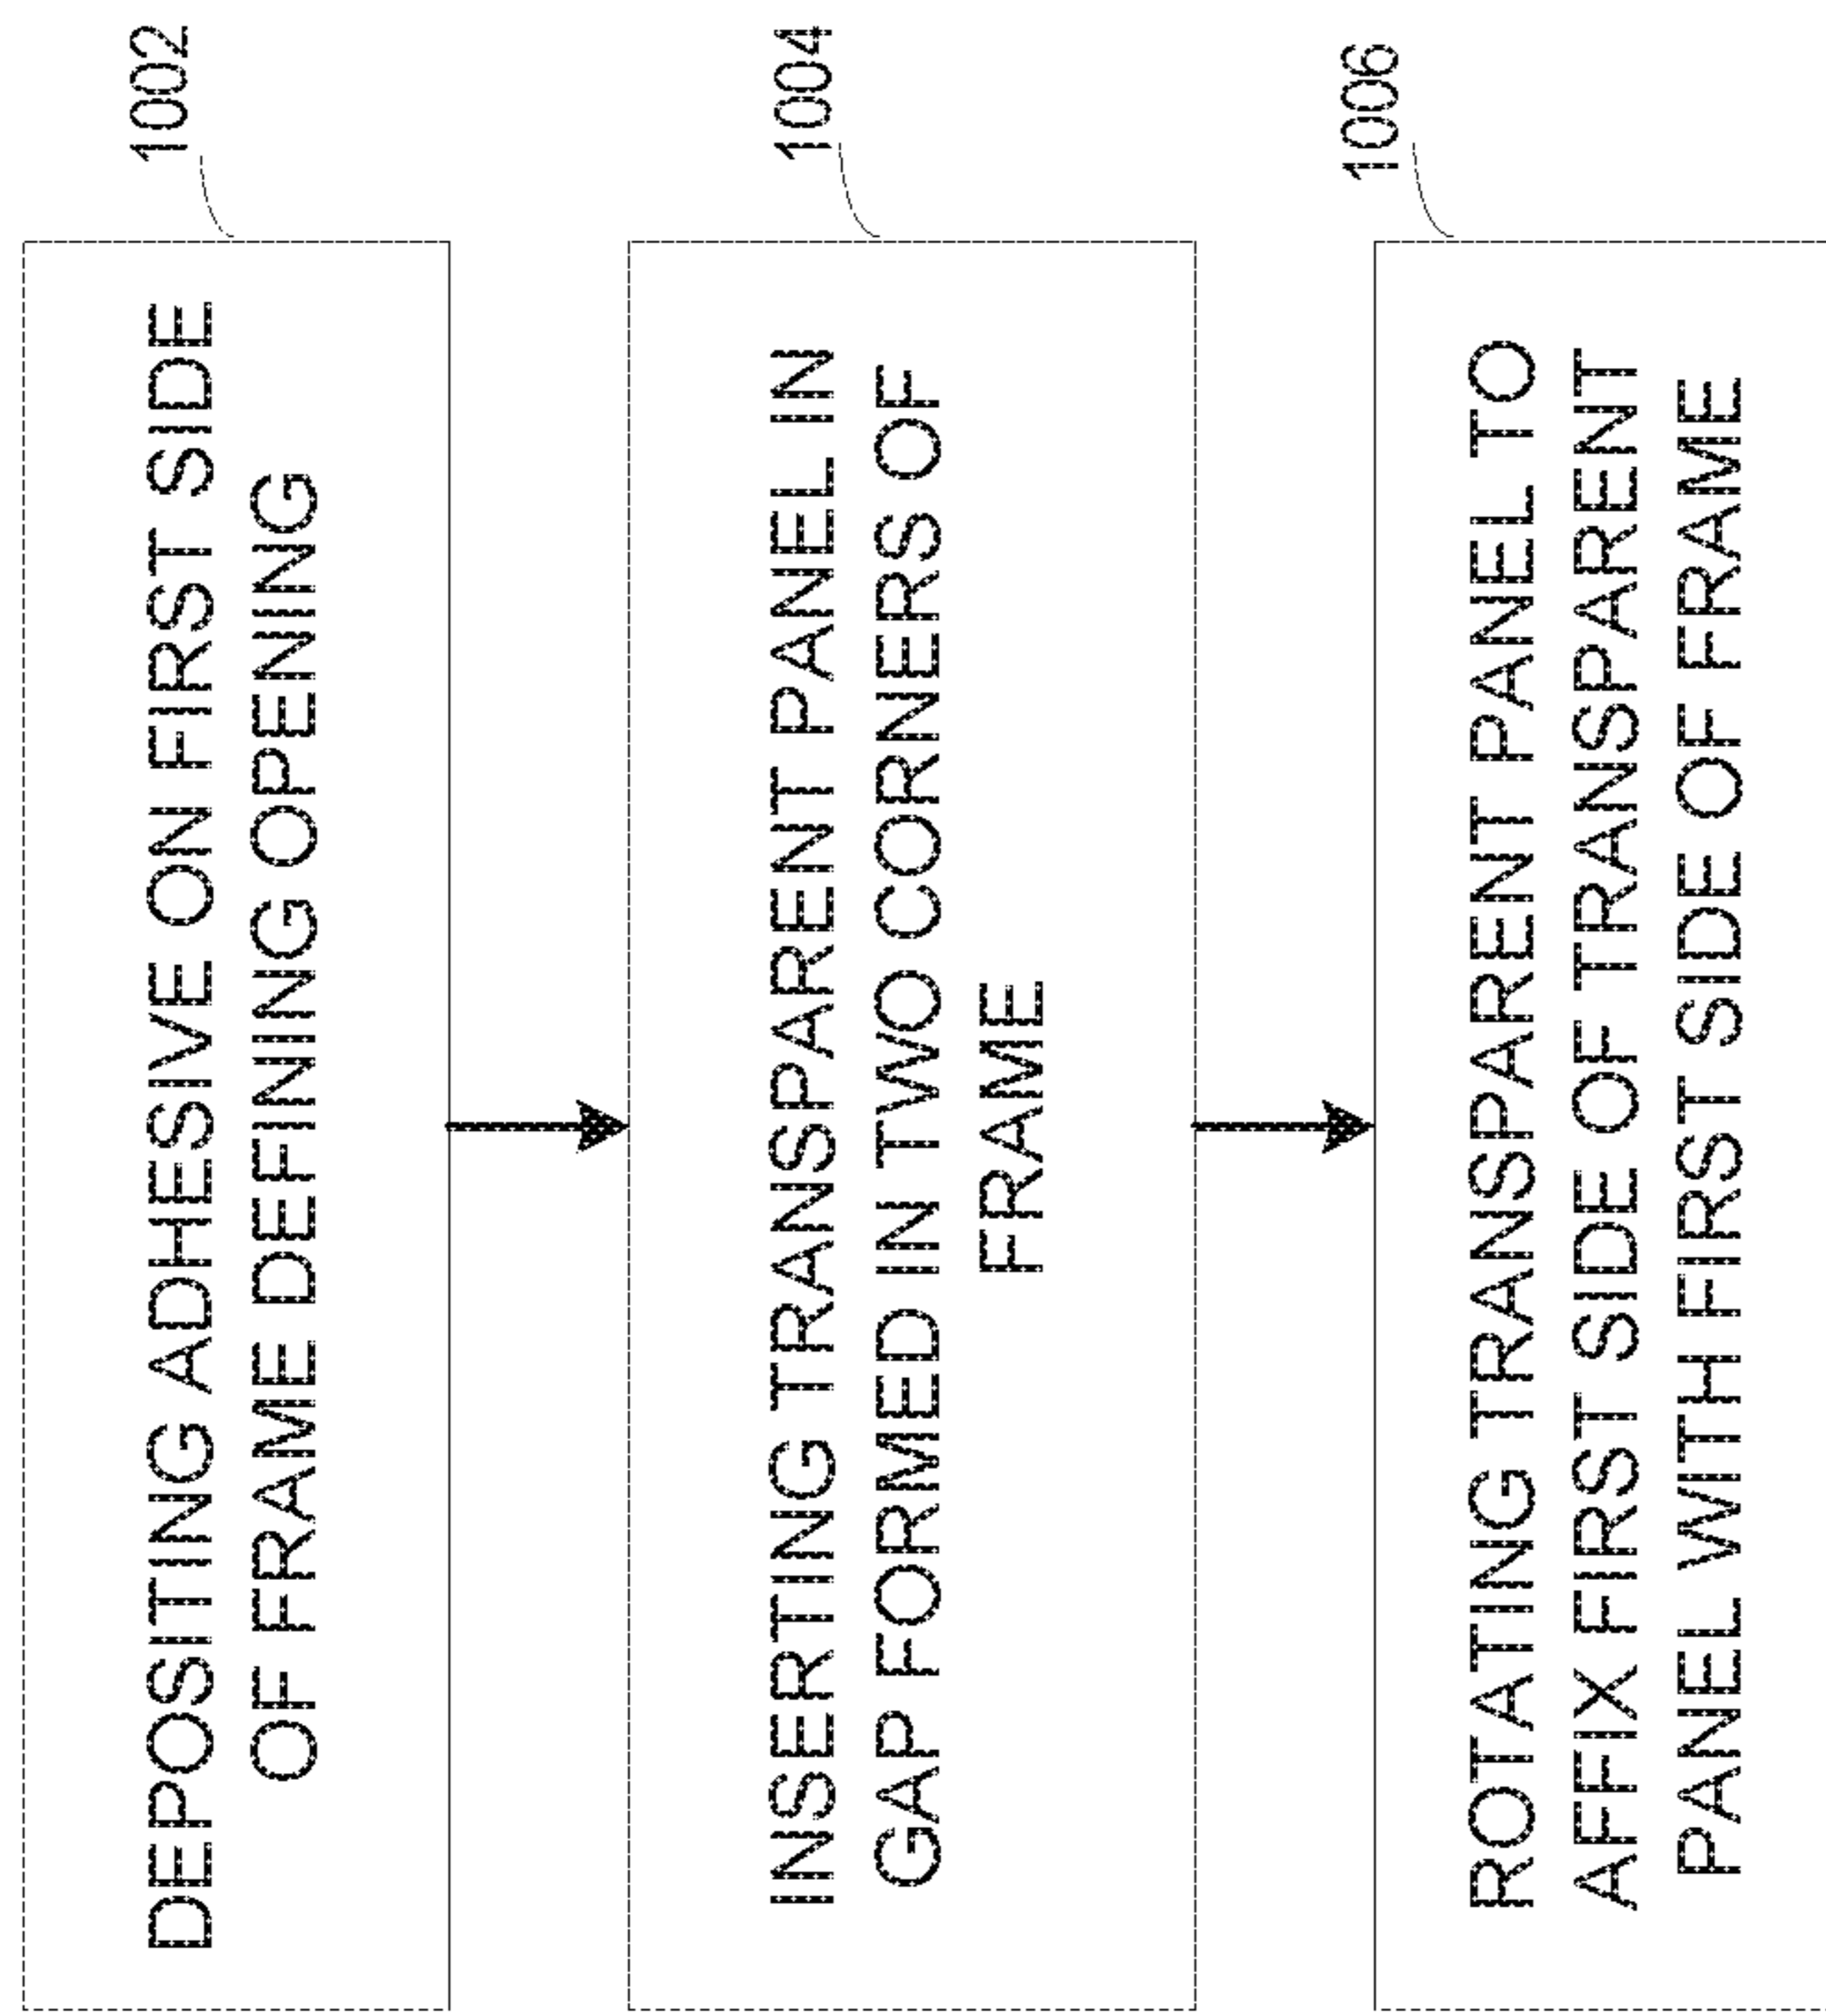 1002
DEPOSITING ADHESIVE ON FIRST SIDE
OF FRAME DEFINING OPENING
1004
INSERTING TRANSPARENT PANEL IN
GAP FORMED IN TWO CORNERS OF
FRAME
1006
ROTATING TRANSPARENT PANEL TO
AFFIX FIRST SIDE OF TRANSPARENT
PANEL WITH FIRST SIDE OF FRAME